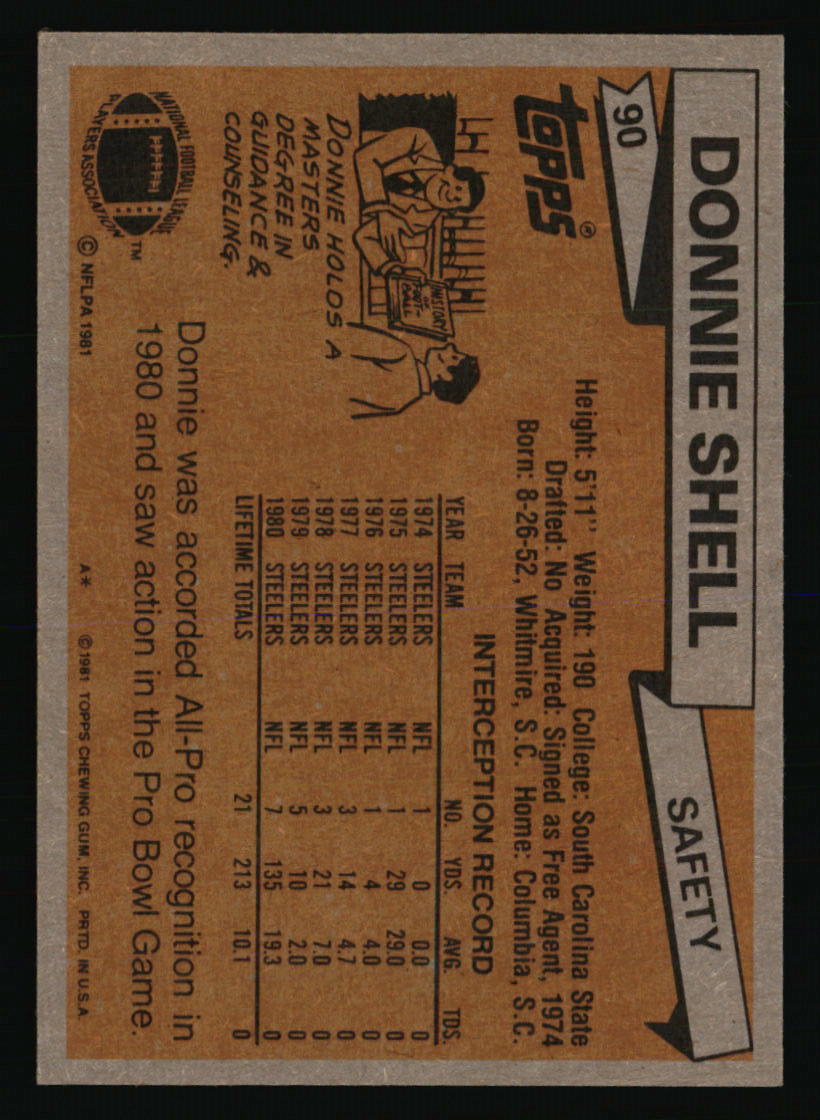 90
DONNIE SHELL
SAFETY
TOPPS®
Height: 5'11" Weight: 190 College: South Carolina State
Drafted: No Acquired: Signed as Free Agent, 1974
Born: 8-26-52, Whitmire, S.C. Home: Columbia, S.C.
HISTORY
OF
FOOT-
BALL
DONNIE HOLDS A
MASTERS
DEGREE IN
GUIDANCE &
COUNSELING.
INTERCEPTION RECORD
YEAR TEAM NO. YDS. AVG. TDS.
1974 STEELERS NFL 1 0 0.0 0
1975 STEELERS NFL 1 29 29.0 0
1976 STEELERS NFL 1 4 4.0 0
1977 STEELERS NFL 3 14 4.7 0
1978 STEELERS NFL 3 21 7.0 0
1979 STEELERS NFL 5 10 2.0 0
1980 STEELERS NFL 7 135 19.3 0
LIFETIME TOTALS 21 213 10.1 0
Donnie was accorded All-Pro recognition in
1980 and saw action in the Pro Bowl Game.
NATIONAL FOOTBALL LEAGUE
PLAYERS ASSOCIATION
™
© NFLPA 1981
A* ©1981 TOPPS CHEWING GUM, INC. PRTD. IN U.S.A.